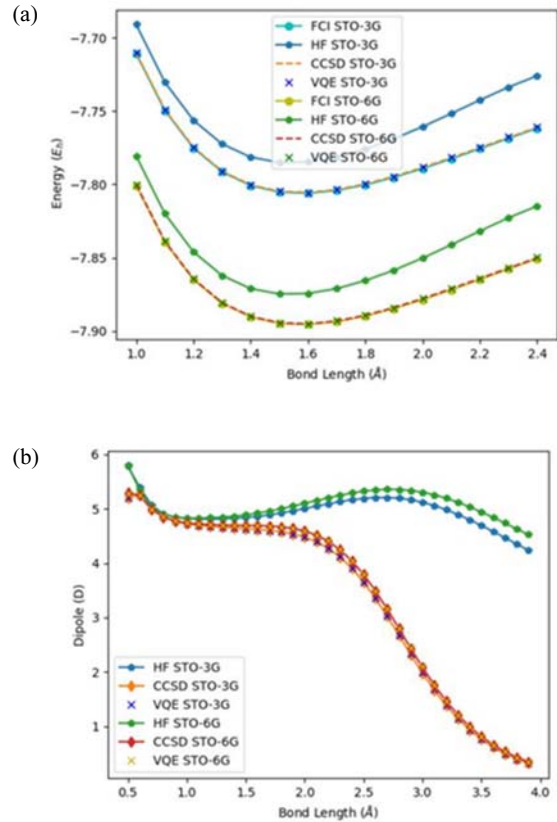 (a)
−7.70
−7.75
−7.80
−7.85
−7.90
Energy (Eₕ)
FCI STO-3G
HF STO-3G
CCSD STO-3G
VQE STO-3G
FCI STO-6G
HF STO-6G
CCSD STO-6G
VQE STO-6G
1.0 1.2 1.4 1.6 1.8 2.0 2.2 2.4
Bond Length (Å)
(b)
6
5
4
3
2
1
Dipole (D)
HF STO-3G
CCSD STO-3G
VQE STO-3G
HF STO-6G
CCSD STO-6G
VQE STO-6G
0.5 1.0 1.5 2.0 2.5 3.0 3.5 4.0
Bond Length (Å)